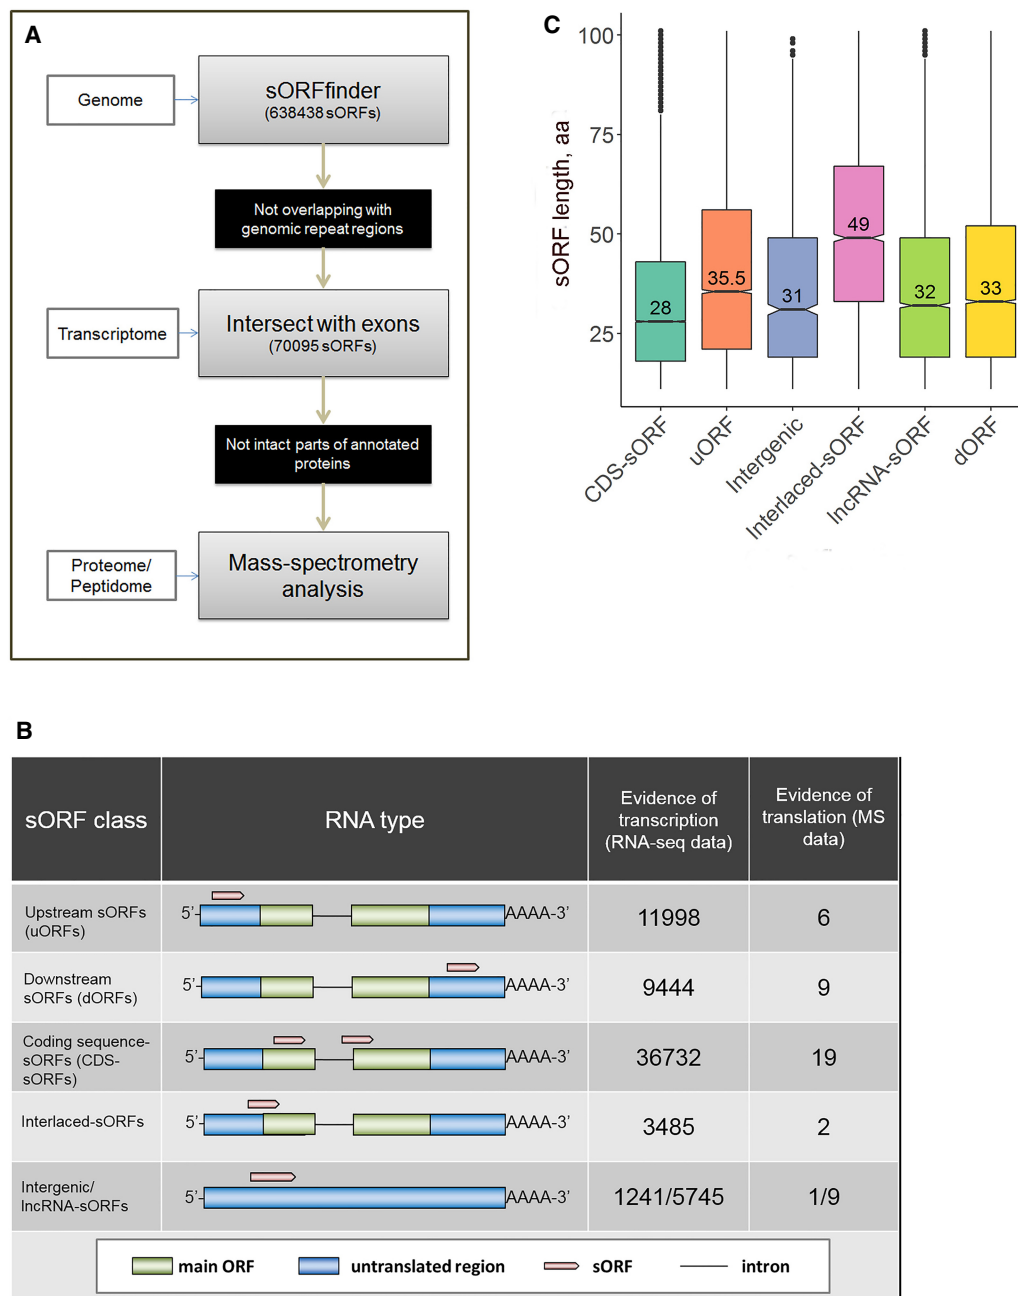 A
Genome
sORFfinder
(638438 sORFs)
Not overlapping with
genomic repeat regions
Transcriptome
Intersect with exons
(70095 sORFs)
Not intact parts of annotated
proteins
Proteome/
Peptidome
Mass-spectrometry
analysis
C
sORF length, aa
100
75
50
25
28
35.5
31
49
32
33
CDS-sORF
uORF
Intergenic
Interlaced-sORF
lncRNA-sORF
dORF
B
sORF class
RNA type
Evidence of
transcription
(RNA-seq data)
Evidence of
translation (MS
data)
Upstream sORFs
(uORFs)
5'
AAAA-3'
11998
6
Downstream
sORFs (dORFs)
5'
AAAA-3'
9444
9
Coding sequence-
sORFs (CDS-
sORFs)
5'
AAAA-3'
36732
19
Interlaced-sORFs
5'
AAAA-3'
3485
2
Intergenic/
lncRNA-sORFs
5'
AAAA-3'
1241/5745
1/9
main ORF
untranslated region
sORF
intron